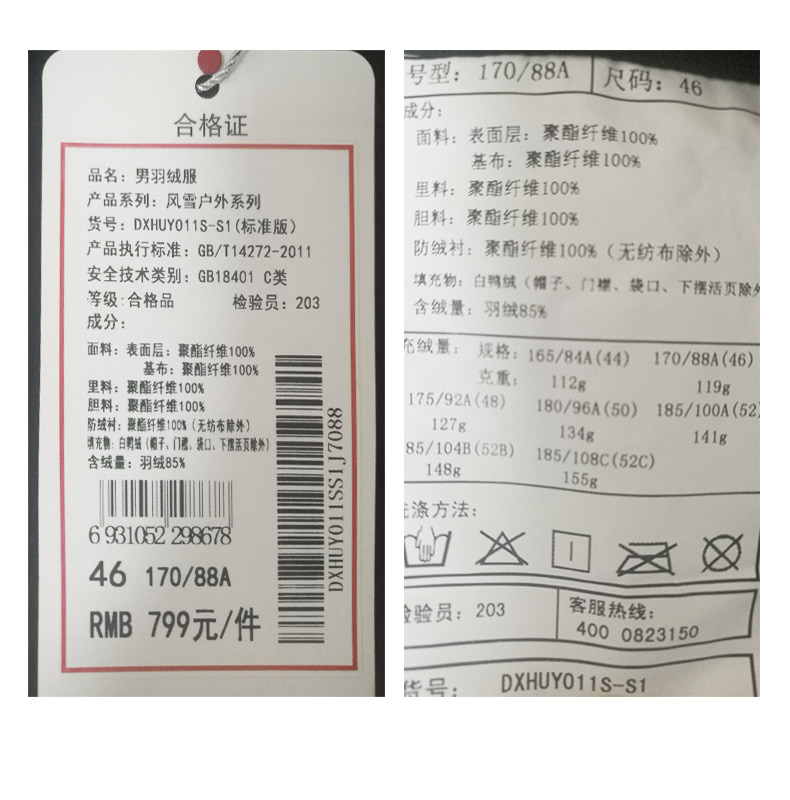 合格证
品名：男羽绒服
产品系列：风雪户外系列
货号：DXHUY011S-S1(标准版)
产品执行标准：GB/T14272-2011
安全技术类别：GB18401 C类
等级:合格品 检验员：203
成分：
面料：表面层：聚酯纤维100%
基布：聚酯纤维100%
里料：聚酯纤维100%
胆料：聚酯纤维100%
防绒衬：聚酯纤维100%（无纺布除外）
填充物：白鸭绒（帽子、门襟、袋口、下摆活页除外）
含绒量：羽绒85%
6 931052 298678
46 170/88A
RMB 799元/件
DXHUY011SS1J7088
号型：170/88A 尺码：46
成分：
面料：表面层：聚酯纤维100%
基布：聚酯纤维100%
里料：聚酯纤维100%
胆料：聚酯纤维100%
防绒衬：聚酯纤维100%（无纺布除外）
填充物：白鸭绒（帽子、门襟、袋口、下摆活页除外
含绒量：羽绒85%
充绒量：规格：165/84A(44) 170/88A(46)
克重：112g 119g
175/92A(48) 180/96A(50) 185/100A(52)
127g 134g 141g
85/104B(52B) 185/108C(52C)
148g 155g
洗涤方法：
检验员：203 客服热线：
400 0823150
货号：DXHUY011S-S1